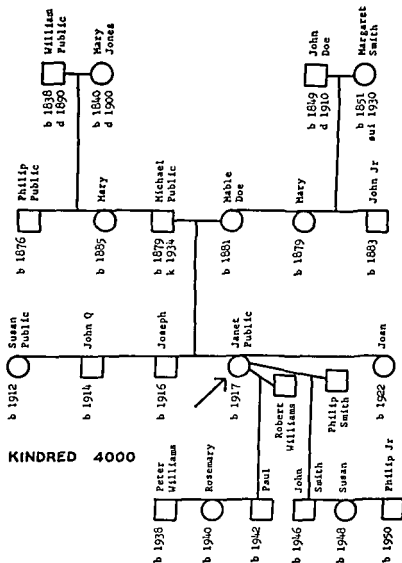 William
Public
b 1838
d 1890
Mary
Jones
b 1840
d 1900
John
Doe
b 1849
d 1910
Margaret
Smith
b 1851
sui 1930
Philip
Public
b 1876
Mary
b 1885
Michael
Public
b 1879
k 1934
Mable
Doe
b 1881
Mary
b 1879
John Jr
b 1883
Susan
Public
b 1912
John Q
b 1914
Joseph
b 1916
Janet
Public
b 1917
Joan
b 1922
Robert
Williams
Philip
Smith
KINDRED 4000
Peter
Williams
b 1938
Rosemary
b 1940
Paul
b 1942
John
Smith
b 1946
Susan
b 1948
Philip Jr
b 1950